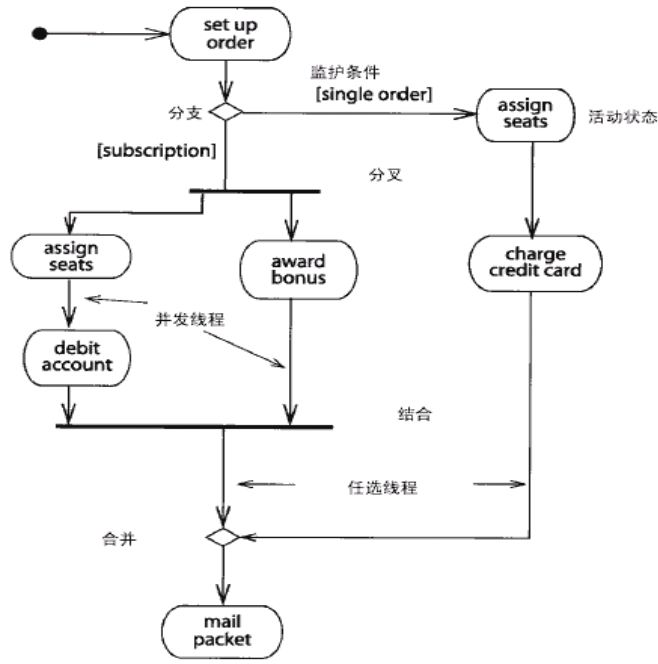 set up
order
监护条件
[single order]
assign
seats
活动状态
分支
[subscription]
分叉
assign
seats
award
bonus
charge
credit card
并发线程
debit
account
结合
任选线程
合并
mail
packet